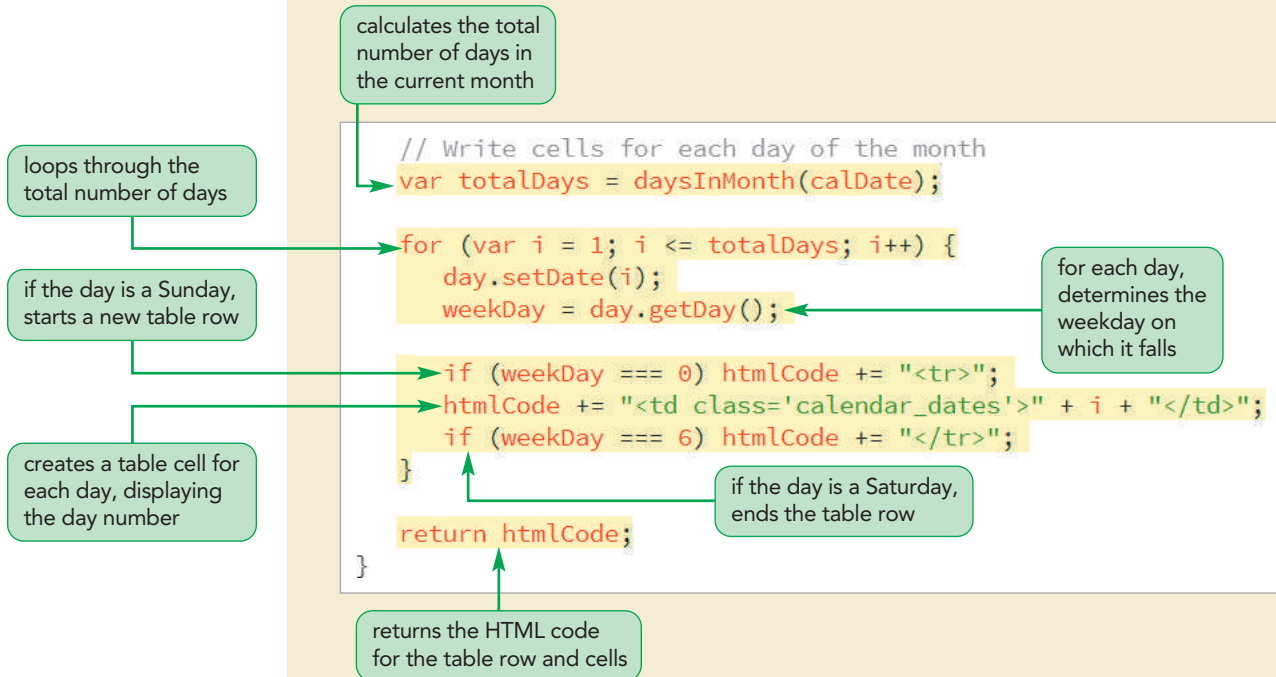 calculates the total
number of days in
the current month
loops through the
total number of days
if the day is a Sunday,
starts a new table row
creates a table cell for
each day, displaying
the day number
// Write cells for each day of the month
var totalDays = daysInMonth(calDate);
for (var i = 1; i <= totalDays; i++) {
day.setDate(i);
weekDay = day.getDay();
if (weekDay === 0) htmlCode += "<tr>";
htmlCode += "<td class='calendar_dates'>" + i + "</td>";
if (weekDay === 6) htmlCode += "</tr>";
}
return htmlCode;
}
for each day,
determines the
weekday on
which it falls
if the day is a Saturday,
ends the table row
returns the HTML code
for the table row and cells